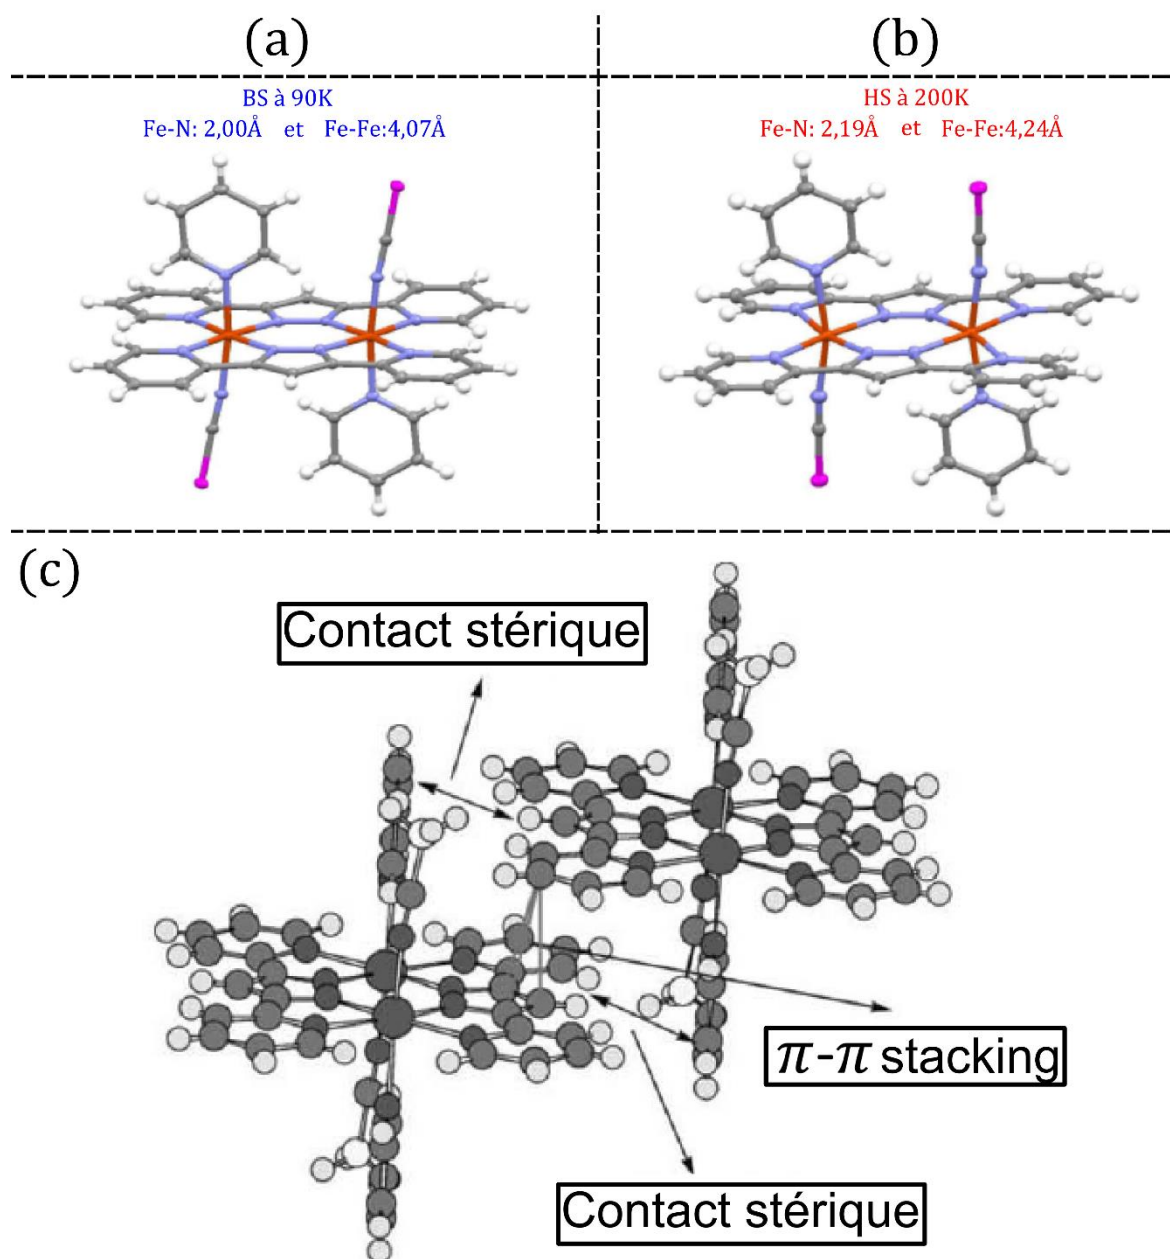 (a)
(b)
BS à 90K
Fe-N: 2,00Å et Fe-Fe:4,07Å
HS à 200K
Fe-N: 2,19Å et Fe-Fe:4,24Å
(c)
Contact stérique
π-π stacking
Contact stérique